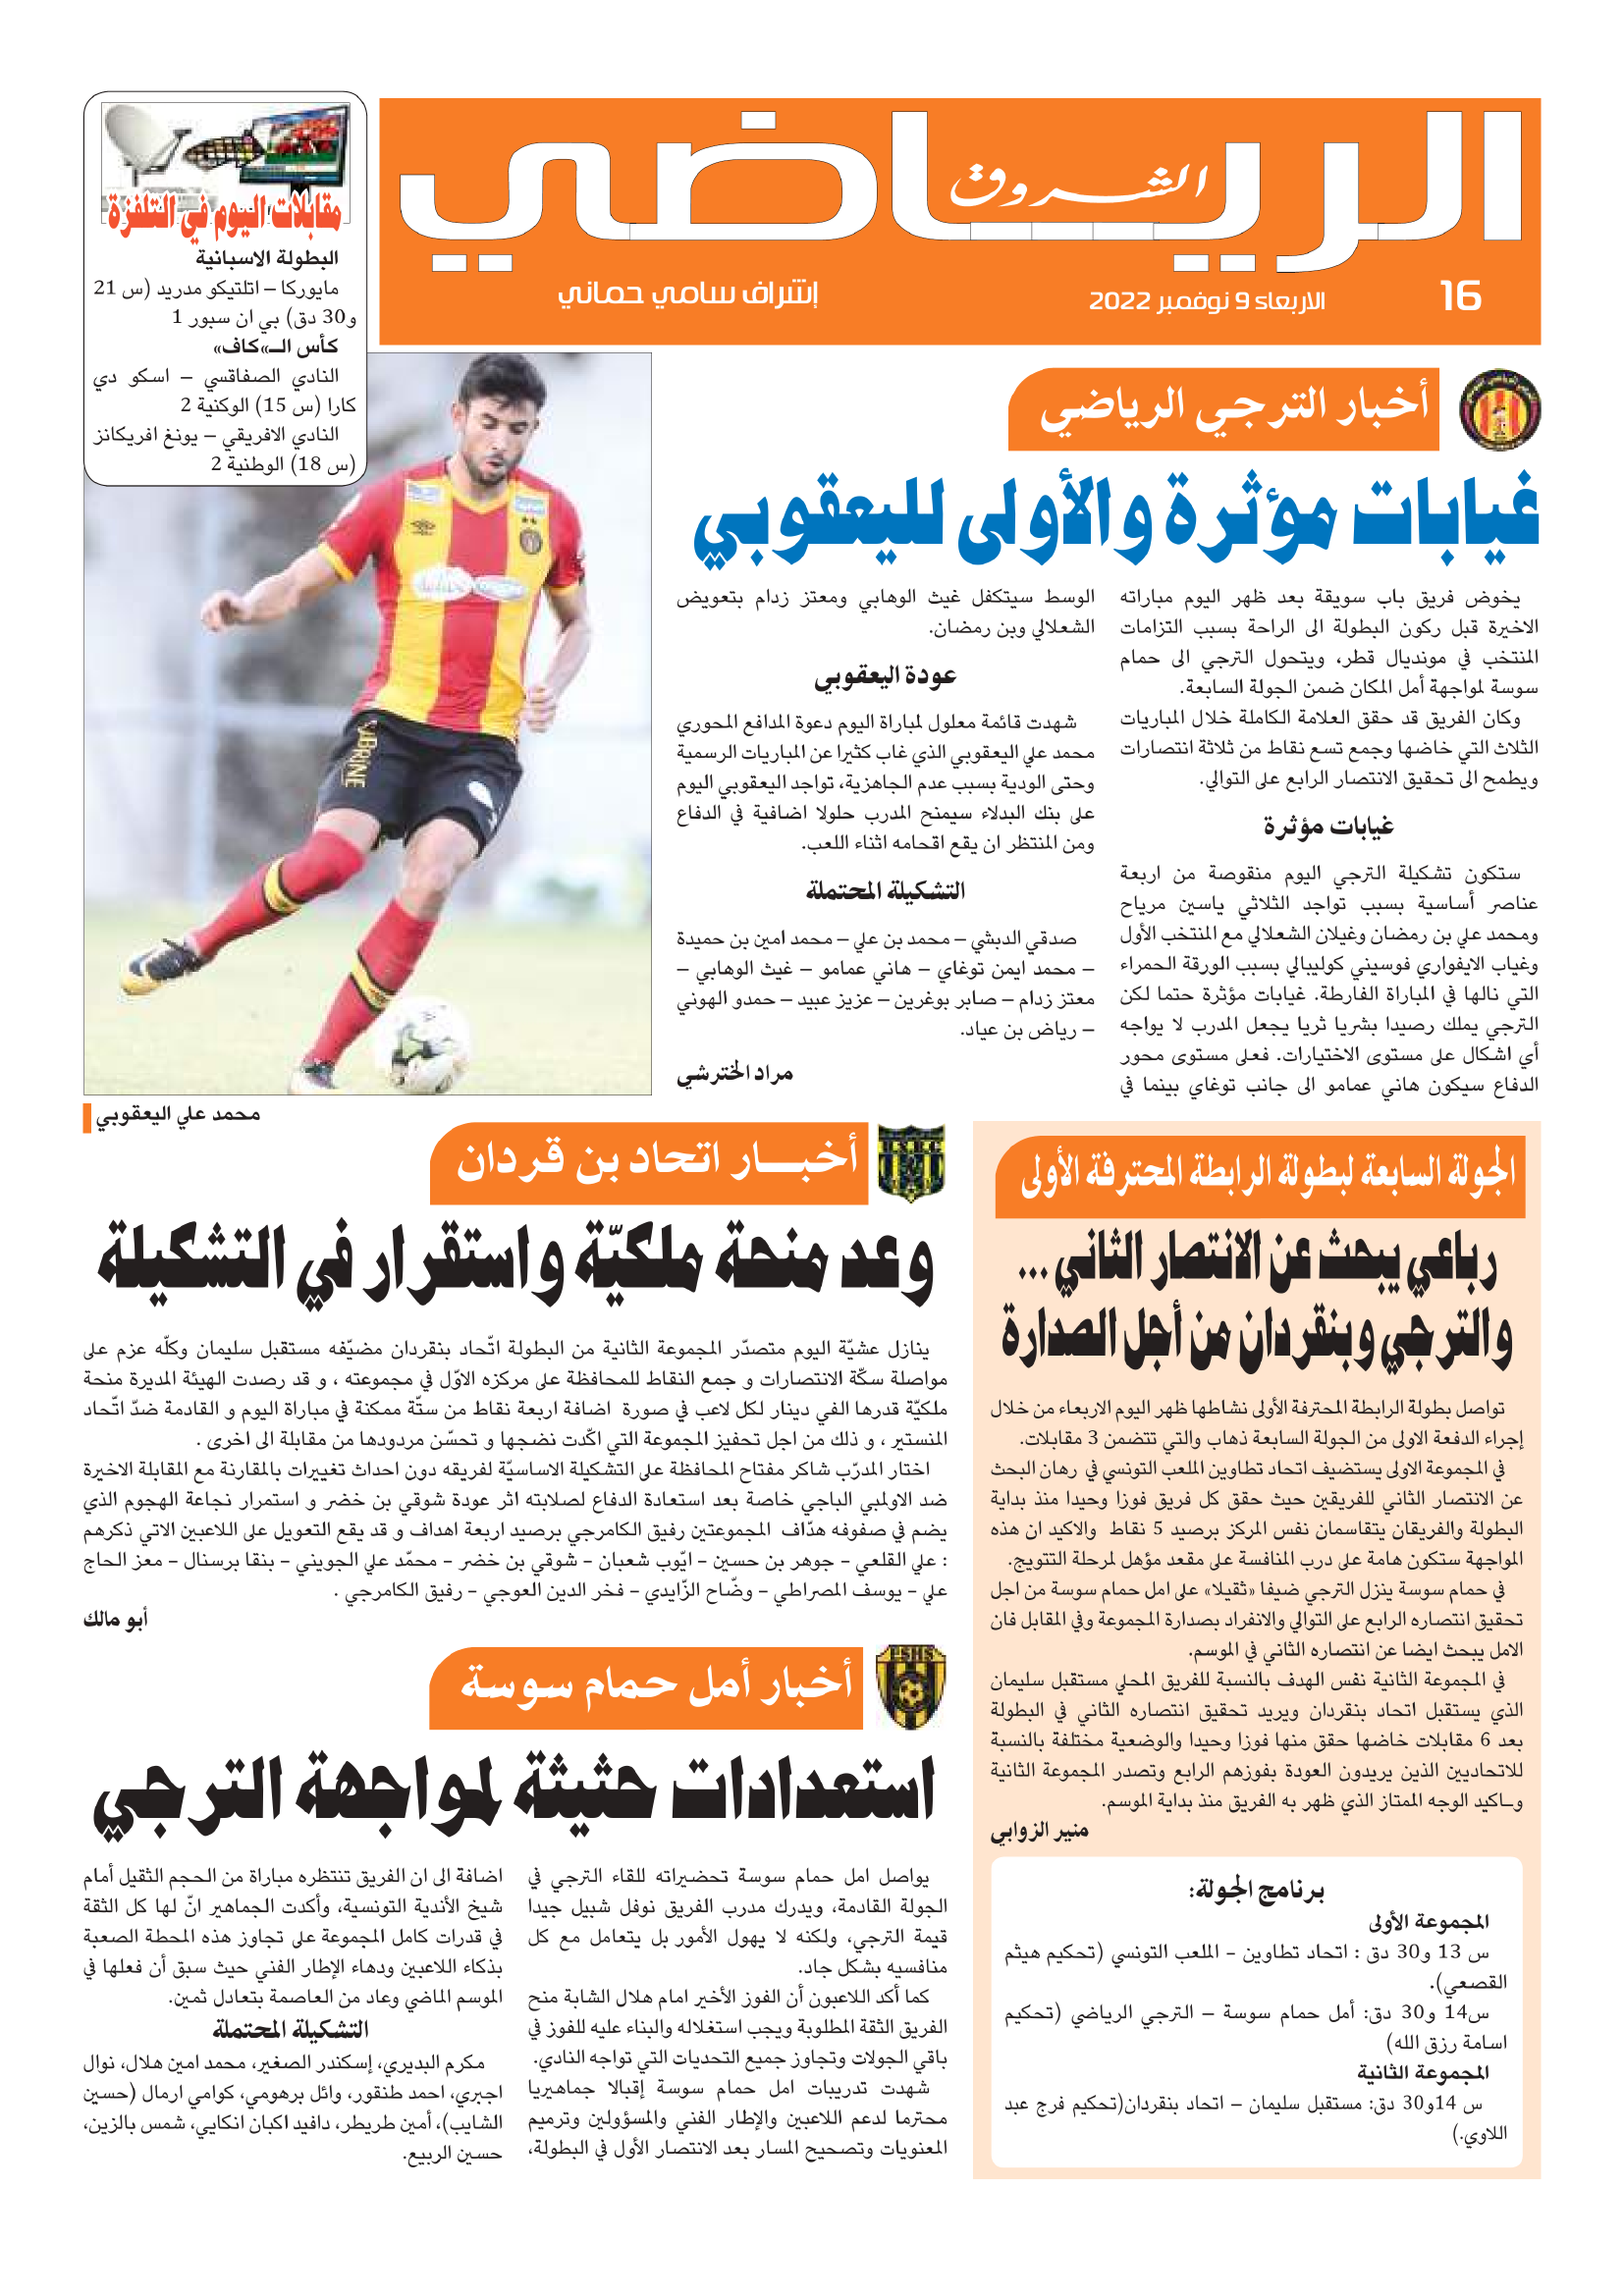 الرياضي
الشروق
16
الاربعاء 9 نوفمبر 2022
إشراف سامي حماني
مقابلات اليوم في التلفزة
البطولة الاسبانية
مايوركا – اتلتيكو مدريد (س 21
و30 دق) بي ان سبور 1
كأس الـ»كاف»
النادي الصفاقسي – اسكو دي
كارا (س 15) الوكنية 2
النادي الافريقي – يونغ افريكانز
(س 18) الوطنية 2
أخبار الترجي الرياضي
غيابات مؤثرة والأولى لليعقوبي
يخوض فريق باب سويقة بعد ظهر اليوم مباراته
الاخيرة قبل ركون البطولة الى الراحة بسبب التزامات
المنتخب في مونديال قطر، ويتحول الترجي الى حمام
سوسة لمواجهة أمل المكان ضمن الجولة السابعة.
وكان الفريق قد حقق العلامة الكاملة خلال المباريات
الثلاث التي خاضها وجمع تسع نقاط من ثلاثة انتصارات
ويطمح الى تحقيق الانتصار الرابع على التوالي.
غيابات مؤثرة
ستكون تشكيلة الترجي اليوم منقوصة من اربعة
عناصر أساسية بسبب تواجد الثلاثي ياسين مرياح
ومحمد علي بن رمضان وغيلان الشعلالي مع المنتخب الأول
وغياب الايفواري فوسيني كوليبالي بسبب الورقة الحمراء
التي نالها في المباراة الفارطة. غيابات مؤثرة حتما لكن
الترجي يملك رصيدا بشريا ثريا يجعل المدرب لا يواجه
أي اشكال على مستوى الاختيارات. فعلى مستوى محور
الدفاع سيكون هاني عمامو الى جانب توغاي بينما في
الوسط سيتكفل غيث الوهابي ومعتز زدام بتعويض
الشعلالي وبن رمضان.
عودة اليعقوبي
شهدت قائمة معلول لمباراة اليوم دعوة المدافع المحوري
محمد علي اليعقوبي الذي غاب كثيرا عن المباريات الرسمية
وحتى الودية بسبب عدم الجاهزية، تواجد اليعقوبي اليوم
على بنك البدلاء سيمنح المدرب حلولا اضافية في الدفاع
ومن المنتظر ان يقع اقحامه اثناء اللعب.
التشكيلة المحتملة
صدقي الدبشي – محمد بن علي – محمد امين بن حميدة
– محمد ايمن توغاي – هاني عمامو – غيث الوهابي –
معتز زدام – صابر بوغرين – عزيز عبيد – حمدو الهوني
– رياض بن عياد.
مراد الخترشي
محمد علي اليعقوبي
الجولة السابعة لبطولة الرابطة المحترفة الأولى
رباعي يبحث عن الانتصار الثاني ...
والترجي وبنقردان من أجل الصدارة
تواصل بطولة الرابطة المحترفة الأولى نشاطها ظهر اليوم الاربعاء من خلال
إجراء الدفعة الاولى من الجولة السابعة ذهاب والتي تتضمن 3 مقابلات.
في المجموعة الاولى يستضيف اتحاد تطاوين الملعب التونسي في رهان البحث
عن الانتصار الثاني للفريقين حيث حقق كل فريق فوزا وحيدا منذ بداية
البطولة والفريقان يتقاسمان نفس المركز برصيد 5 نقاط والاكيد ان هذه
المواجهة ستكون هامة على درب المنافسة على مقعد مؤهل لمرحلة التتويج.
في حمام سوسة ينزل الترجي ضيفا «ثقيلا» على امل حمام سوسة من اجل
تحقيق انتصاره الرابع على التوالي والانفراد بصدارة المجموعة وفي المقابل فان
الامل يبحث ايضا عن انتصاره الثاني في الموسم.
في المجموعة الثانية نفس الهدف بالنسبة للفريق المحلي مستقبل سليمان
الذي يستقبل اتحاد بنقردان ويريد تحقيق انتصاره الثاني في البطولة
بعد 6 مقابلات خاضها حقق منها فوزا وحيدا والوضعية مختلفة بالنسبة
للاتحاديين الذين يريدون العودة بفوزهم الرابع وتصدر المجموعة الثانية
وـاكيد الوجه الممتاز الذي ظهر به الفريق منذ بداية الموسم.
منير الزوابي
برنامج الجولة:
المجموعة الأولى
س 13 و30 دق : اتحاد تطاوين - الملعب التونسي (تحكيم هيثم
القصعي).
س14 و30 دق: أمل حمام سوسة – الترجي الرياضي (تحكيم
اسامة رزق الله)
المجموعة الثانية
س 14و30 دق: مستقبل سليمان – اتحاد بنقردان(تحكيم فرج عبد
اللاوي.)
أخبــــار اتحاد بن قردان
وعد منحة ملكيّة واستقرار في التشكيلة
ينازل عشيّة اليوم متصدّر المجموعة الثانية من البطولة اتّحاد بنقردان مضيّفه مستقبل سليمان وكلّه عزم على
مواصلة سكّة الانتصارات و جمع النقاط للمحافظة على مركزه الاوّل في مجموعته ، و قد رصدت الهيئة المديرة منحة
ملكيّة قدرها الفي دينار لكل لاعب في صورة اضافة اربعة نقاط من ستّة ممكنة في مباراة اليوم و القادمة ضدّ اتّحاد
المنستير ، و ذلك من اجل تحفيز المجموعة التي اكّدت نضجها و تحسّن مردودها من مقابلة الى اخرى .
اختار المدرّب شاكر مفتاح المحافظة على التشكيلة الاساسيّة لفريقه دون احداث تغييرات بالمقارنة مع المقابلة الاخيرة
ضد الاولمبي الباجي خاصة بعد استعادة الدفاع لصلابته اثر عودة شوقي بن خضر و استمرار نجاعة الهجوم الذي
يضم في صفوفه هدّاف المجموعتين رفيق الكامرجي برصيد اربعة اهداف و قد يقع التعويل على اللاعبين الاتي ذكرهم
: علي القلعي - جوهر بن حسين - ايّوب شعبان - شوقي بن خضر - محمّد علي الجويني - بنقا برسنال - معز الحاج
علي - يوسف المصراطي - وضّاح الزّايدي - فخر الدين العوجي - رفيق الكامرجي .
أبو مالك
أخبار أمل حمام سوسة
استعدادات حثيثة لمواجهة الترجي
يواصل امل حمام سوسة تحضيراته للقاء الترجي في
الجولة القادمة، ويدرك مدرب الفريق نوفل شبيل جيدا
قيمة الترجي، ولكنه لا يهول الأمور بل يتعامل مع كل
منافسيه بشكل جاد.
كما أكد اللاعبون أن الفوز الأخير امام هلال الشابة منح
الفريق الثقة المطلوبة ويجب استغلاله والبناء عليه للفوز في
باقي الجولات وتجاوز جميع التحديات التي تواجه النادي.
شهدت تدريبات امل حمام سوسة إقبالا جماهيريا
محترما لدعم اللاعبين والإطار الفني والمسؤولين وترميم
المعنويات وتصحيح المسار بعد الانتصار الأول في البطولة،
اضافة الى ان الفريق تنتظره مباراة من الحجم الثقيل أمام
شيخ الأندية التونسية، وأكدت الجماهير انّ لها كل الثقة
في قدرات كامل المجموعة على تجاوز هذه المحطة الصعبة
بذكاء اللاعبين ودهاء الإطار الفني حيث سبق أن فعلها في
الموسم الماضي وعاد من العاصمة بتعادل ثمين.
التشكيلة المحتملة
مكرم البديري، إسكندر الصغير، محمد امين هلال، نوال
اجبري، احمد طنقور، وائل برهومي، كوامي ارمال (حسين
الشايب)، أمين طريطر، دافيد اكبان انكايي، شمس بالزين،
حسين الربيع.